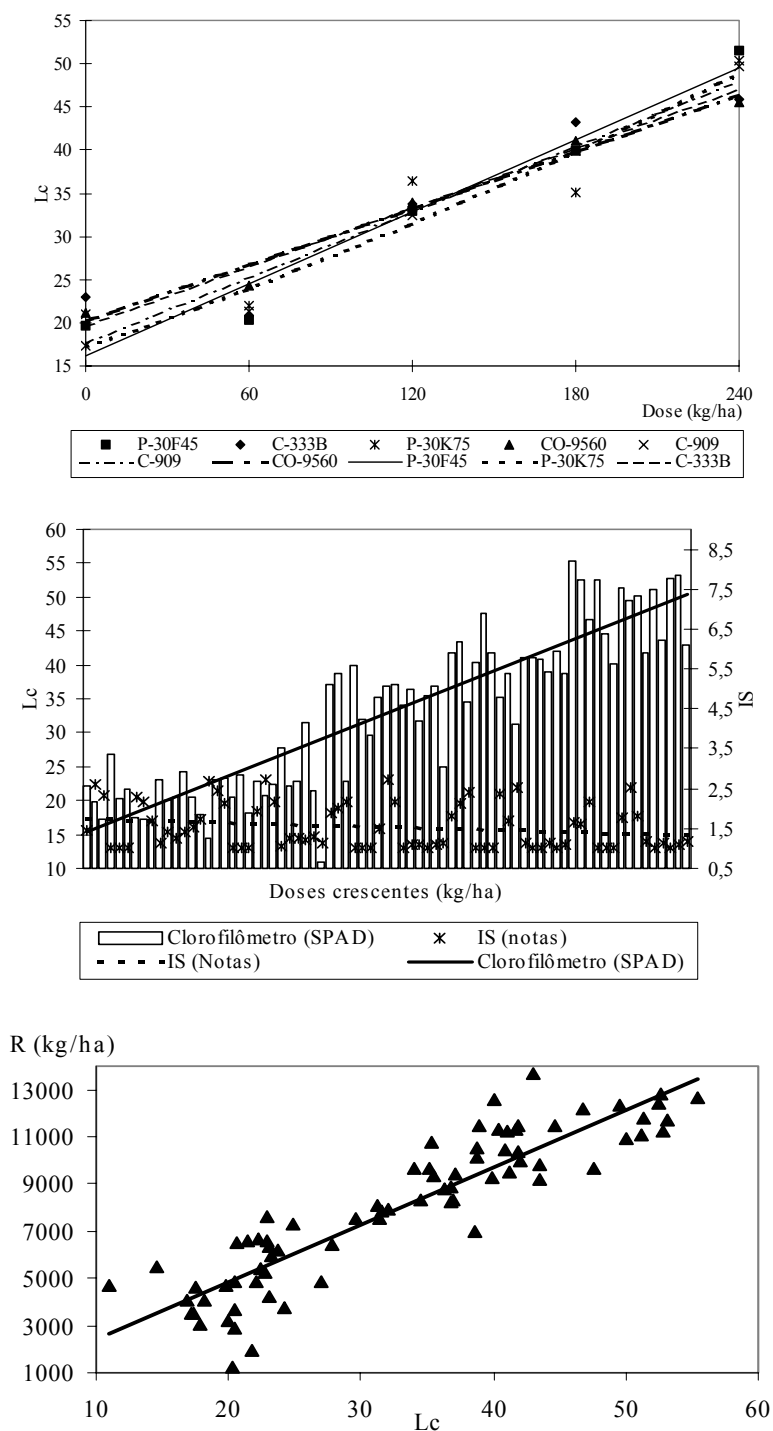 55
50
45
40
35
30
25
20
15
Lc
0 60 120 180 240
Dose (kg/ha)
P-30F45 C-333B P-30K75 CO-9560 C-909
C-909 CO-9560 P-30F45 P-30K75 C-333B
60
55
50
45
40
35
30
25
20
15
10
Lc
8,5
7,5
6,5
5,5
4,5
3,5
2,5
1,5
0,5
IS
Doses crescentes (kg/ha)
Clorofilômetro (SPAD) IS (notas)
IS (Notas) Clorofilômetro (SPAD)
R (kg/ha)
13000
11000
9000
7000
5000
3000
1000
10 20 30 40 50 60
Lc